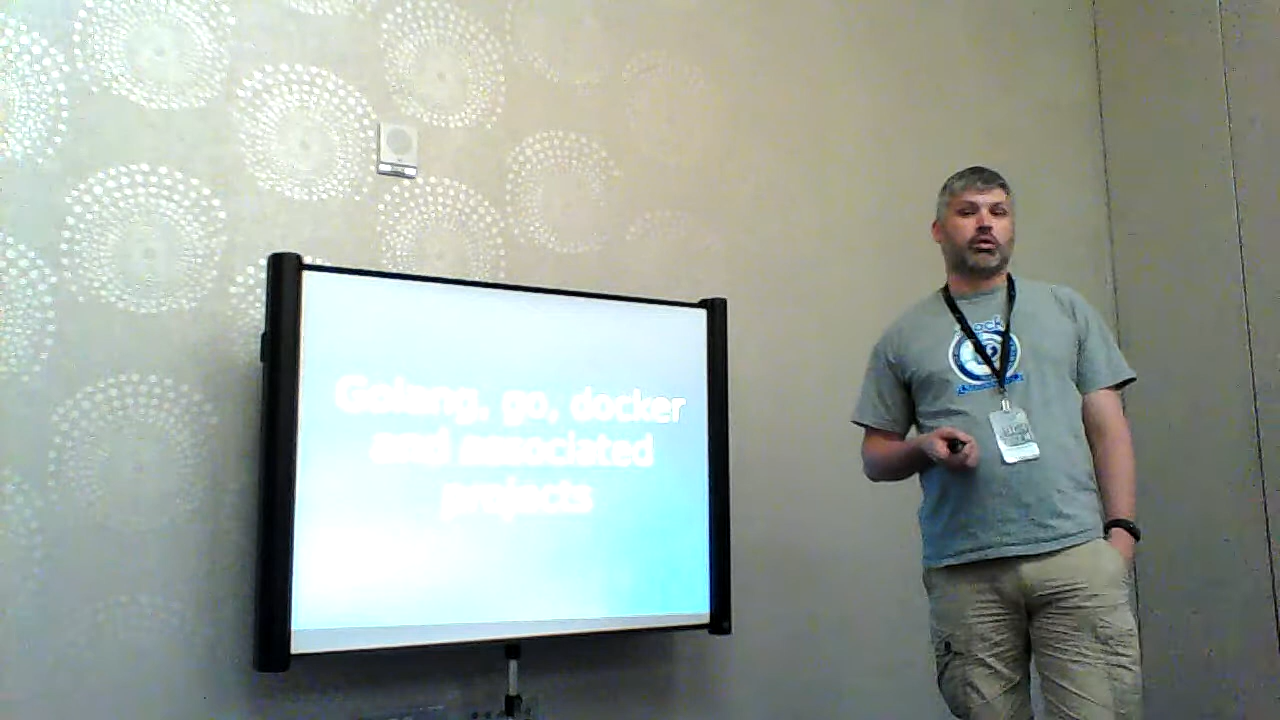 Golang, go, docker
and associated
projects